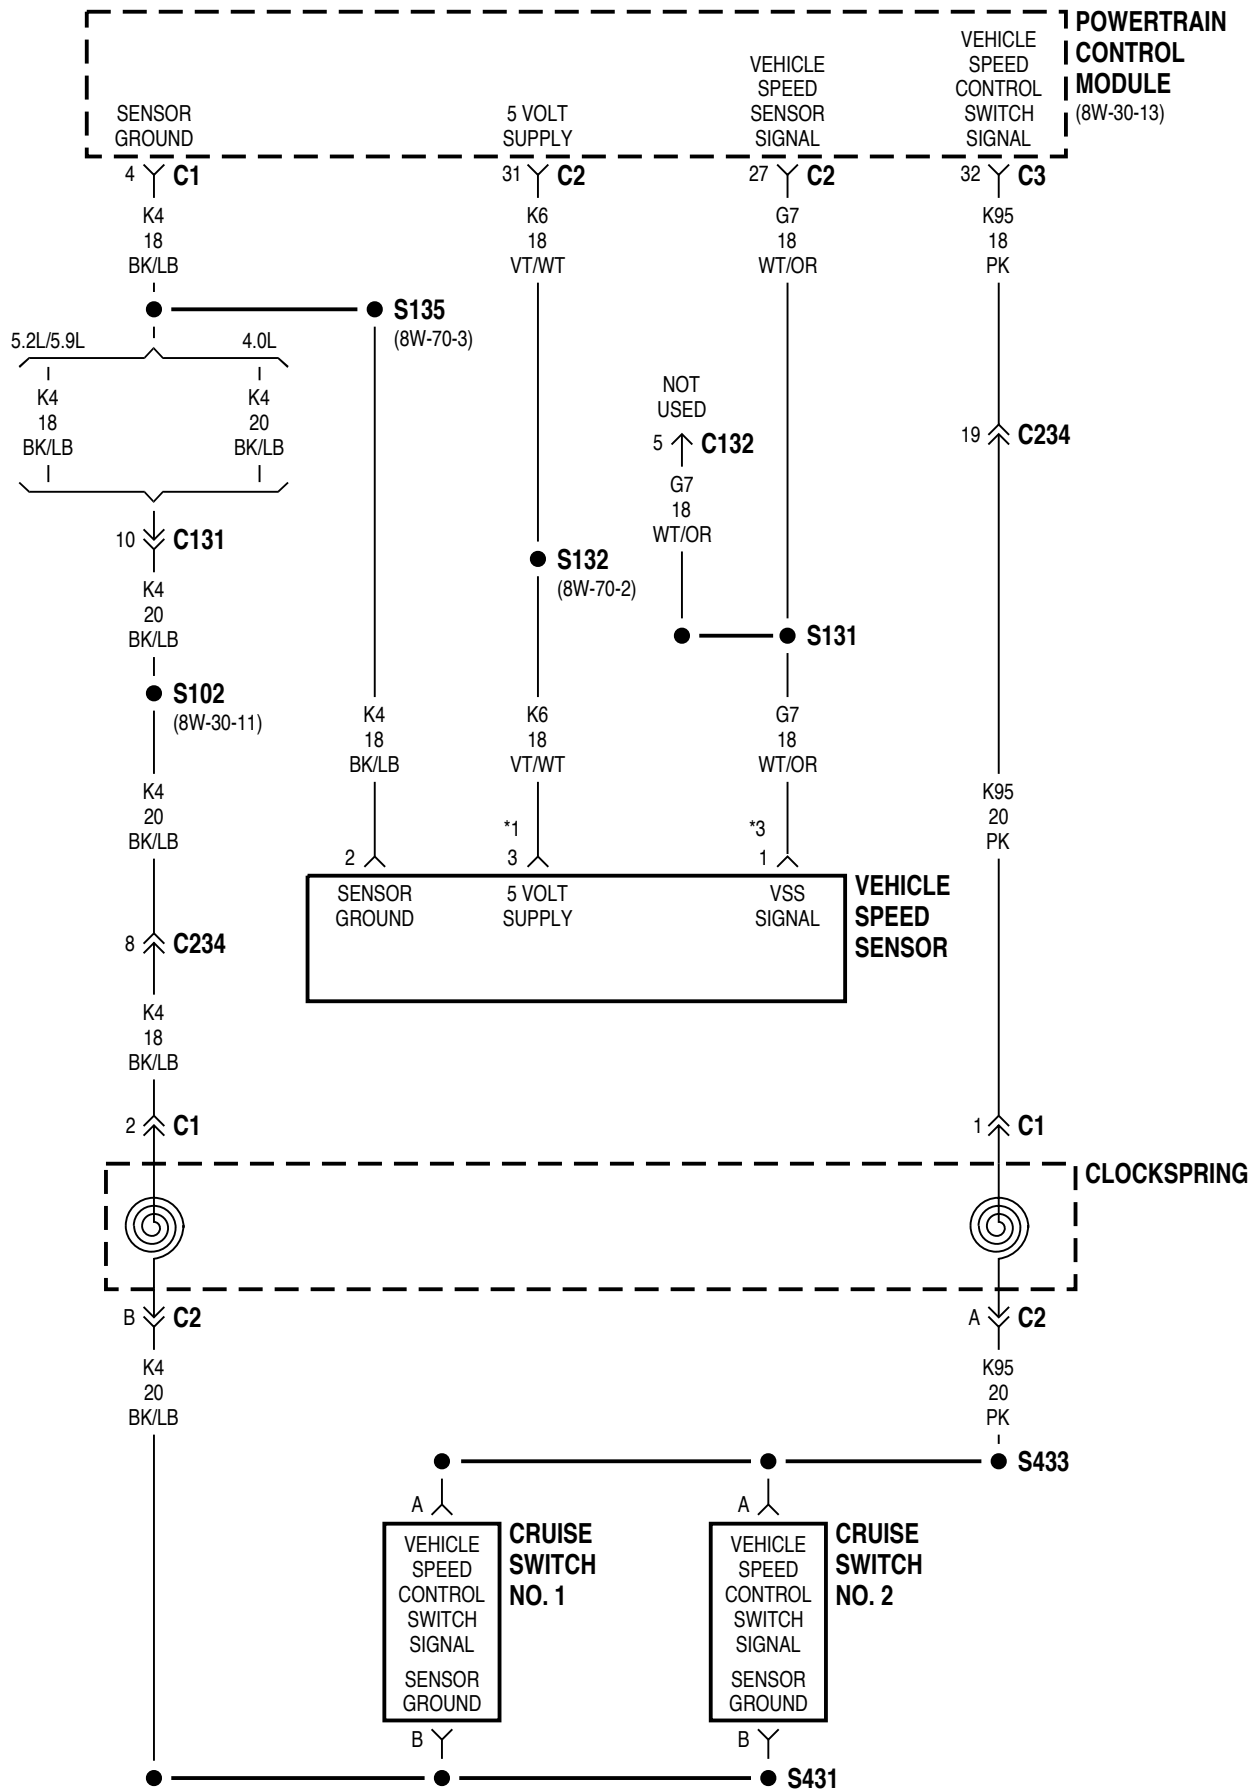 POWERTRAIN
CONTROL
MODULE
(8W-30-13)
SENSOR
GROUND
5 VOLT
SUPPLY
VEHICLE
SPEED
SENSOR
SIGNAL
VEHICLE
SPEED
CONTROL
SWITCH
SIGNAL
4 C1
31 C2
27 C2
32 C3
K4
18
BK/LB
K6
18
VT/WT
G7
18
WT/OR
K95
18
PK
S135
(8W-70-3)
5.2L/5.9L
4.0L
K4
18
BK/LB
K4
20
BK/LB
NOT
USED
5 C132
G7
18
WT/OR
19 C234
10 C131
K4
20
BK/LB
S132
(8W-70-2)
S131
S102
(8W-30-11)
K4
18
BK/LB
K6
18
VT/WT
G7
18
WT/OR
K4
20
BK/LB
K95
20
PK
*1
*3
2
3
1
SENSOR
GROUND
5 VOLT
SUPPLY
VSS
SIGNAL
VEHICLE
SPEED
SENSOR
8 C234
K4
18
BK/LB
2 C1
1 C1
CLOCKSPRING
B C2
A C2
K4
20
BK/LB
K95
20
PK
S433
A
A
VEHICLE
SPEED
CONTROL
SWITCH
SIGNAL
SENSOR
GROUND
CRUISE
SWITCH
NO. 1
VEHICLE
SPEED
CONTROL
SWITCH
SIGNAL
SENSOR
GROUND
CRUISE
SWITCH
NO. 2
B
B
S431